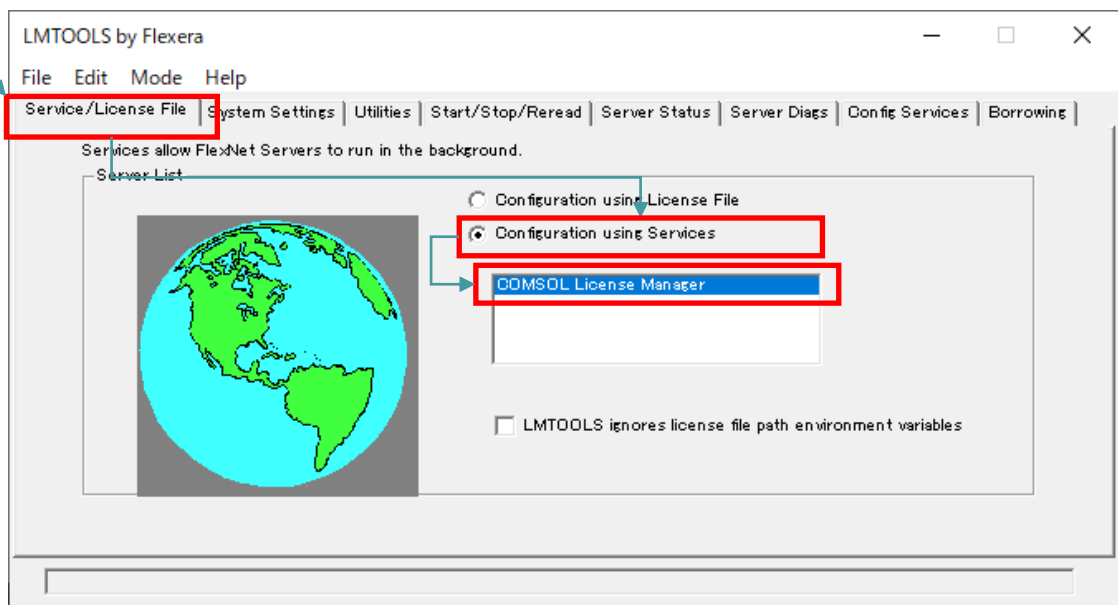 LMTOOLS by Flexera
File Edit Mode Help
Service/License File System Settings Utilities Start/Stop/Reread Server Status Server Diags Config Services Borrowing
Services allow FlexNet Servers to run in the background.
Server List
Configuration using License File
Configuration using Services
COMSOL License Manager
LMTOOLS ignores license file path environment variables